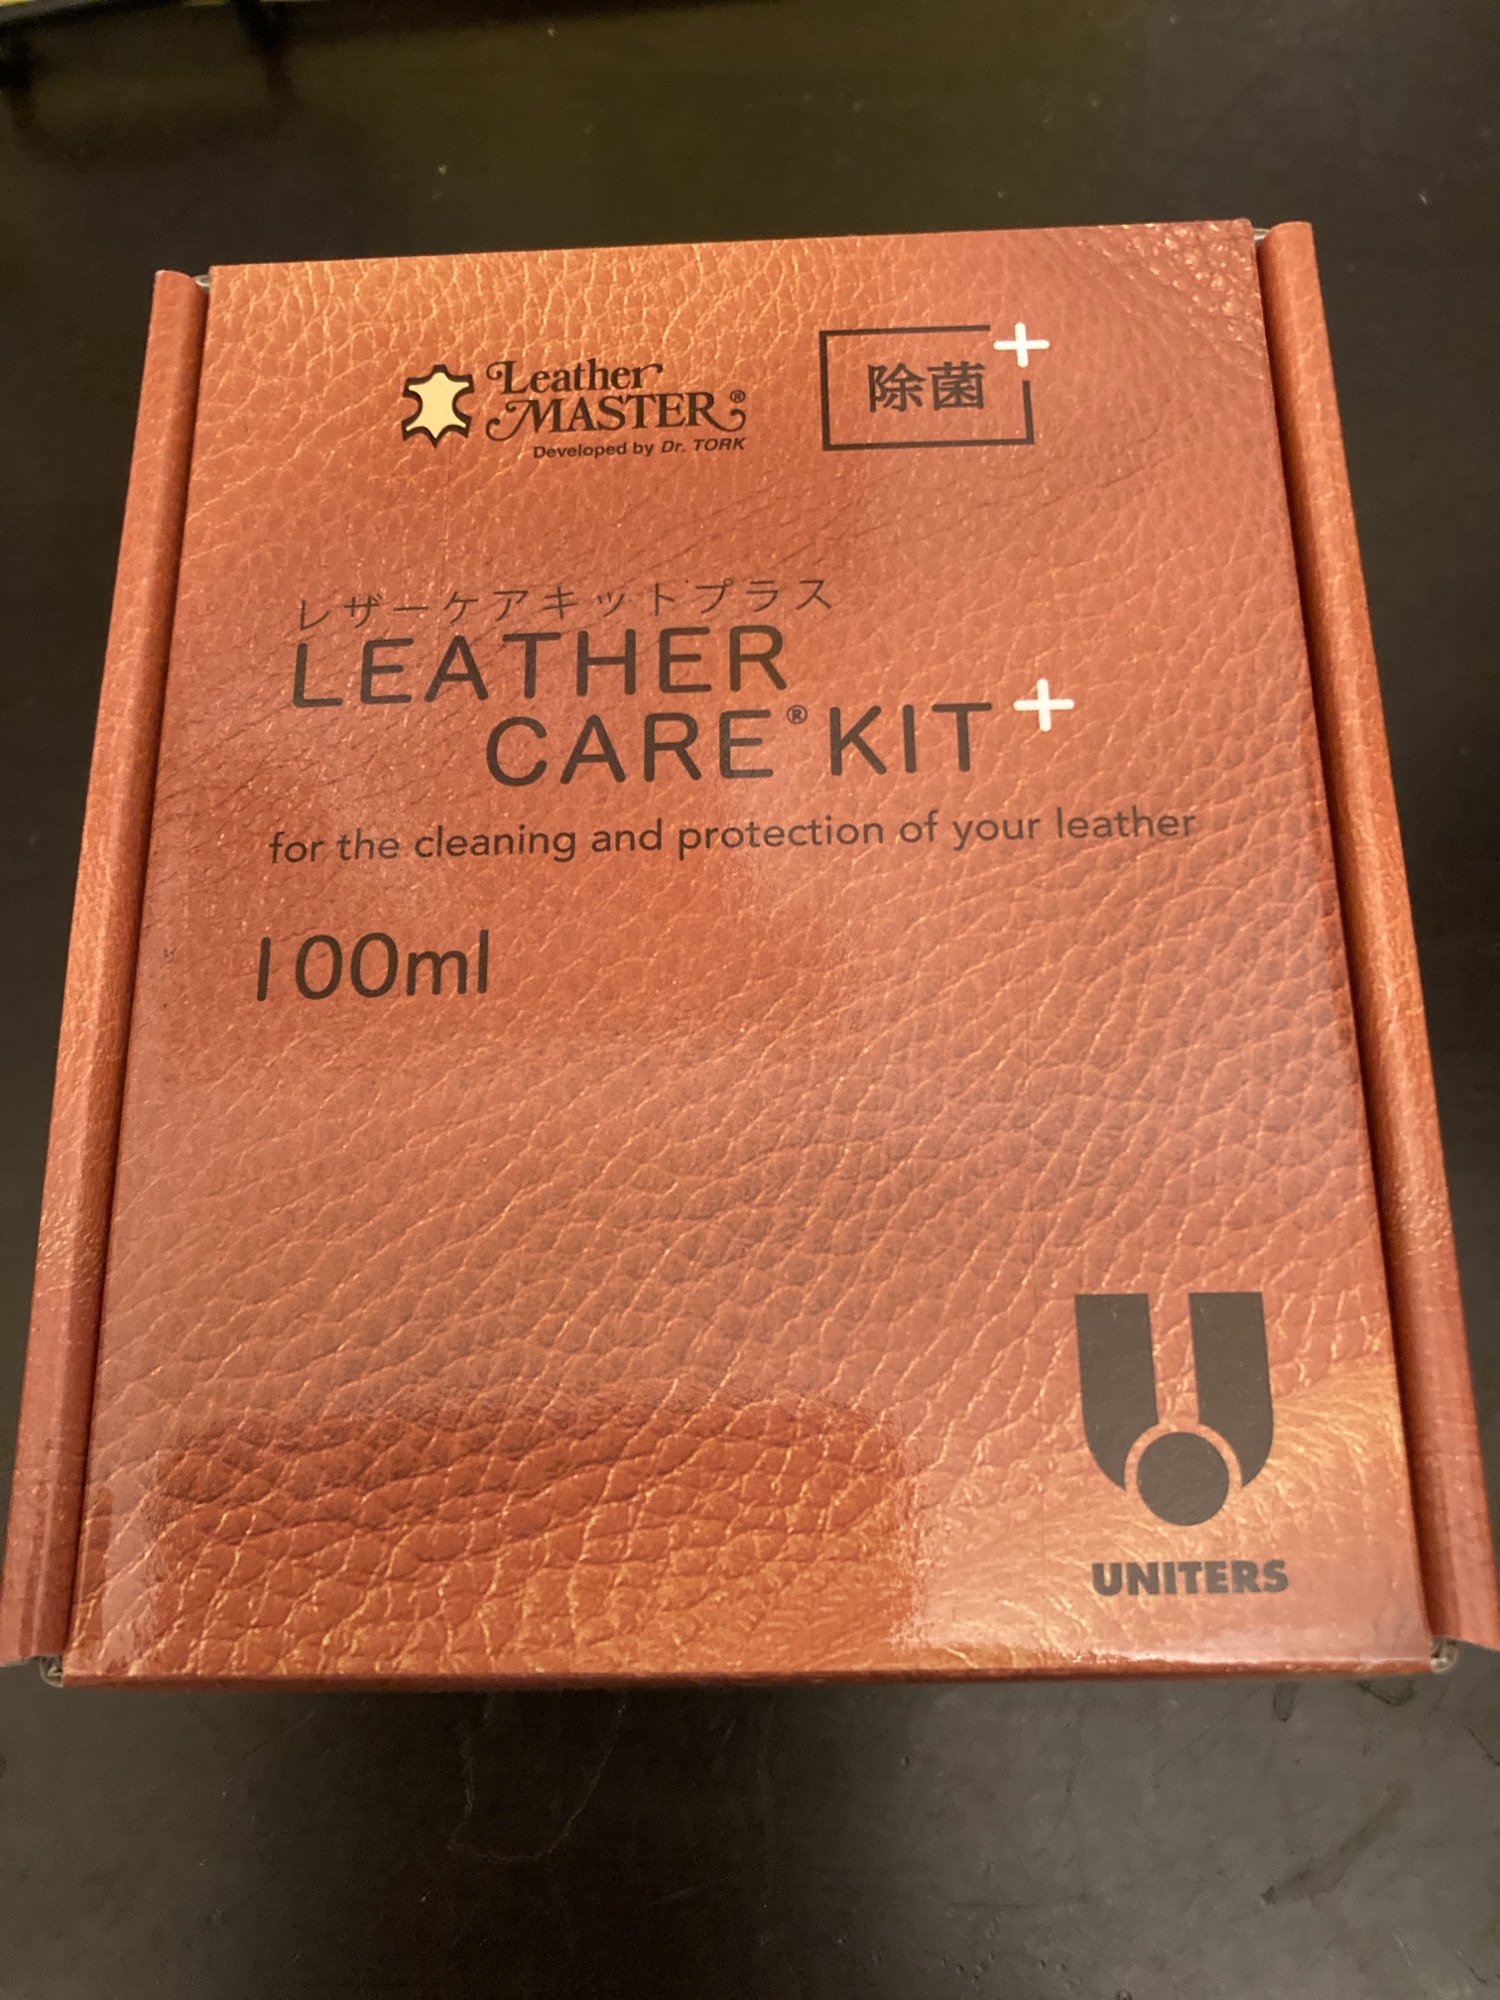 Leather
MASTER®
Developed by Dr. TORK
除菌+
レザーケアキットプラス
LEATHER
CARE® KIT+
for the cleaning and protection of your leather
100ml
UNITERS